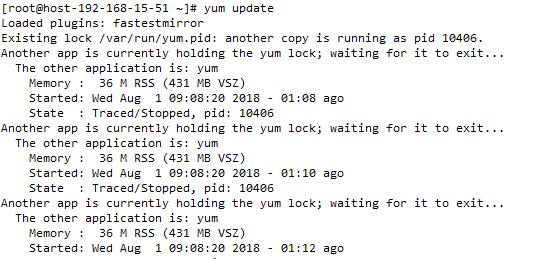 [root@host-192-168-15-51 ~]# yum update
Loaded plugins: fastestmirror
Existing lock /var/run/yum.pid: another copy is running as pid 10406.
Another app is currently holding the yum lock; waiting for it to exit...
  The other application is: yum
    Memory :  36 M RSS (431 MB VSZ)
    Started: Wed Aug  1 09:08:20 2018 - 01:08 ago
    State  : Traced/Stopped, pid: 10406
Another app is currently holding the yum lock; waiting for it to exit...
  The other application is: yum
    Memory :  36 M RSS (431 MB VSZ)
    Started: Wed Aug  1 09:08:20 2018 - 01:10 ago
    State  : Traced/Stopped, pid: 10406
Another app is currently holding the yum lock; waiting for it to exit...
  The other application is: yum
    Memory :  36 M RSS (431 MB VSZ)
    Started: Wed Aug  1 09:08:20 2018 - 01:12 ago